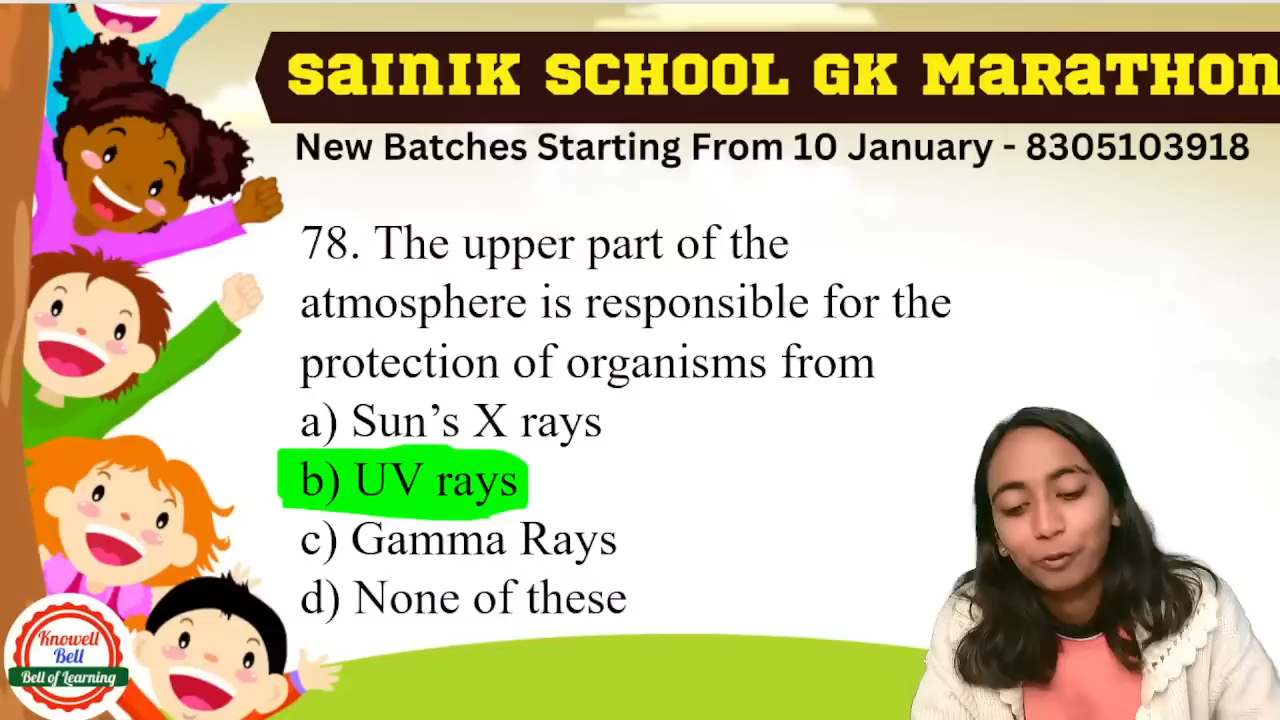 SAINIK SCHOOL GK MARATHON
New Batches Starting From 10 January - 8305103918
78. The upper part of the
atmosphere is responsible for the
protection of organisms from
a) Sun’s X rays
b) UV rays
c) Gamma Rays
d) None of these
Knowell
Bell
Bell of Learning